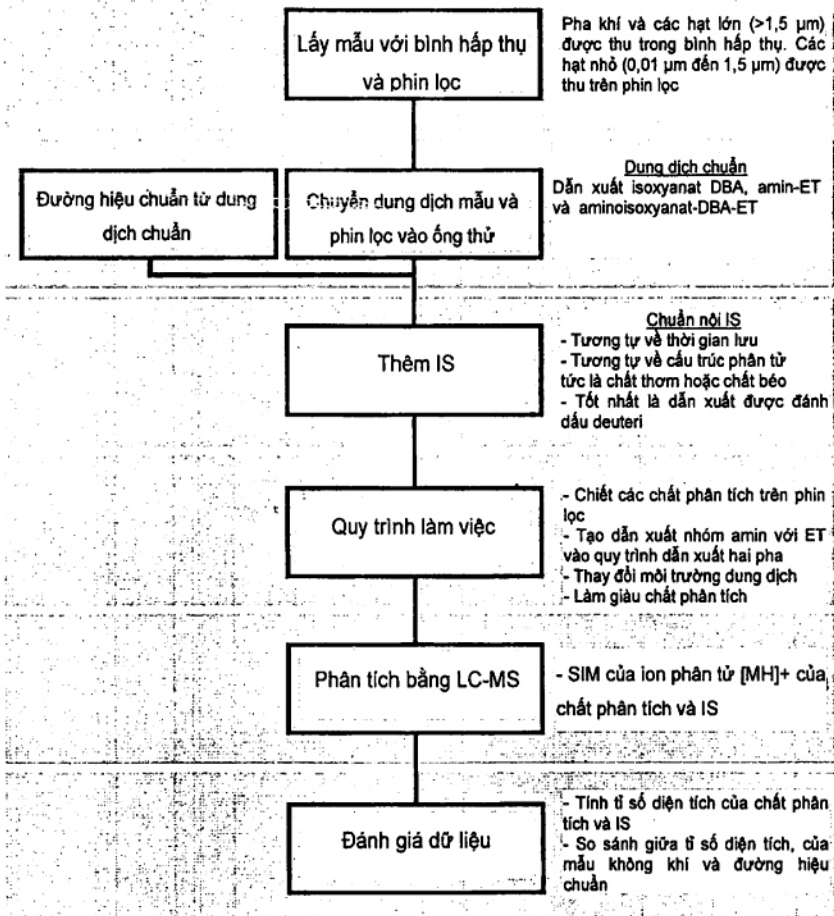 Lấy mẫu với bình hấp thụ
và phin lọc
Pha khí và các hạt lớn (>1,5 µm)
được thu trong bình hấp thụ. Các
hạt nhỏ (0,01 µm đến 1,5 µm) được
thu trên phin lọc
Đường hiệu chuẩn từ dung
dịch chuẩn
Chuyển dung dịch mẫu và
phin lọc vào ống thử
Dung dịch chuẩn
Dẫn xuất isoxyanat DBA, amin-ET
và aminoisoxyanat-DBA-ET
Thêm IS
Chuẩn nội IS
- Tương tự về thời gian lưu
- Tương tự về cấu trúc phân tử
tức là chất thơm hoặc chất béo
- Tốt nhất là dẫn xuất được đánh
dấu deuteri
Quy trình làm việc
- Chiết các chất phân tích trên phin
lọc
- Tạo dẫn xuất nhóm amin với ET
vào quy trình dẫn xuất hai pha
- Thay đổi môi trường dung dịch
- Làm giàu chất phân tích
Phân tích bằng LC-MS
- SIM của ion phân tử [MH]+ của
chất phân tích và IS
Đánh giá dữ liệu
- Tính tỉ số diện tích của chất phân
tích và IS
- So sánh giữa tỉ số diện tích, của
mẫu không khí và đường hiệu
chuẩn